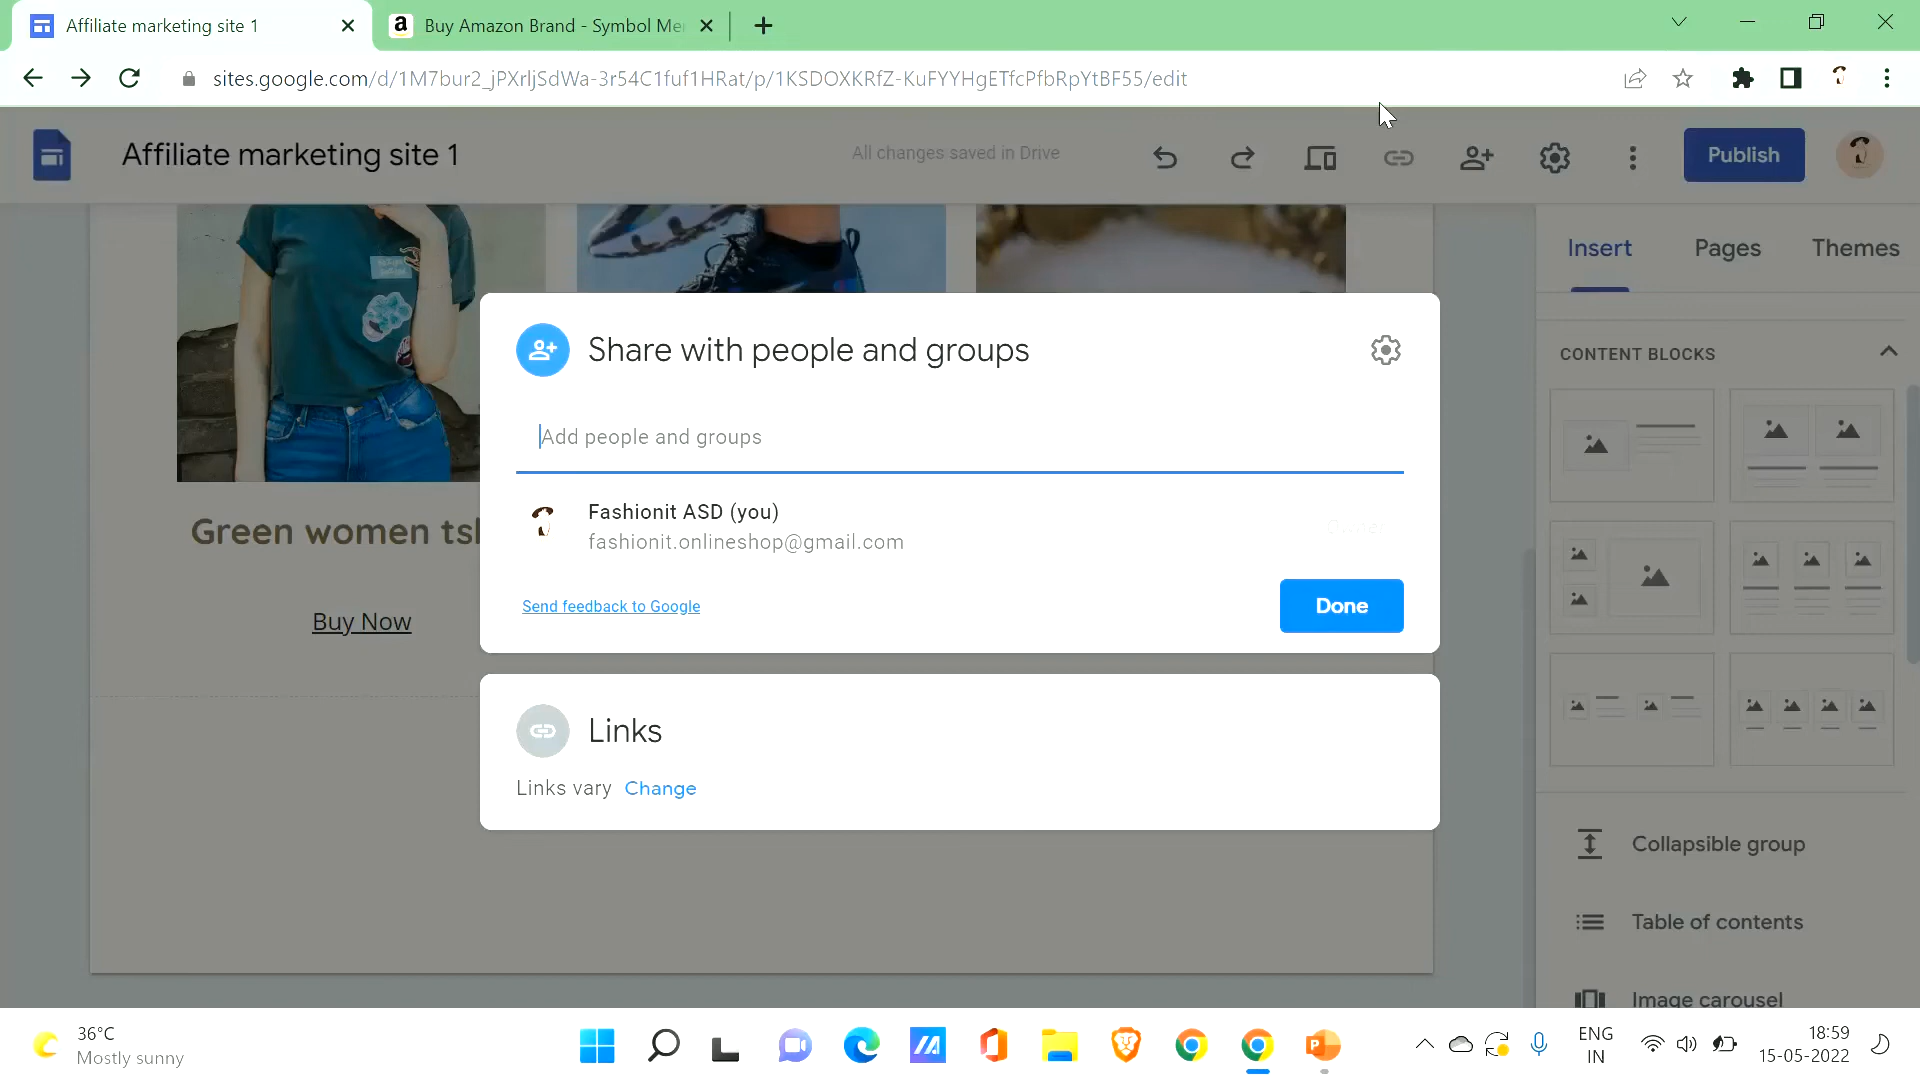 Affiliate marketing site 1
Buy Amazon Brand - Symbol Me
sites.google.com/d/1M7bur2_jPXrljSdWa-3r54C1fuf1HRat/p/1KSDOXKRfZ-KuFYYHgETfcPfbRpYtBF55/edit
Affiliate marketing site 1
All changes saved in Drive
Publish
Insert
Pages
Themes
CONTENT BLOCKS
Share with people and groups
Add people and groups
Fashionit ASD (you)
fashionit.onlineshop@gmail.com
Owner
Send feedback to Google
Done
Green women ts
Buy Now
Links
Links vary Change
Collapsible group
Table of contents
Image carousel
36°C
Mostly sunny
ENG
IN
18:59
15-05-2022